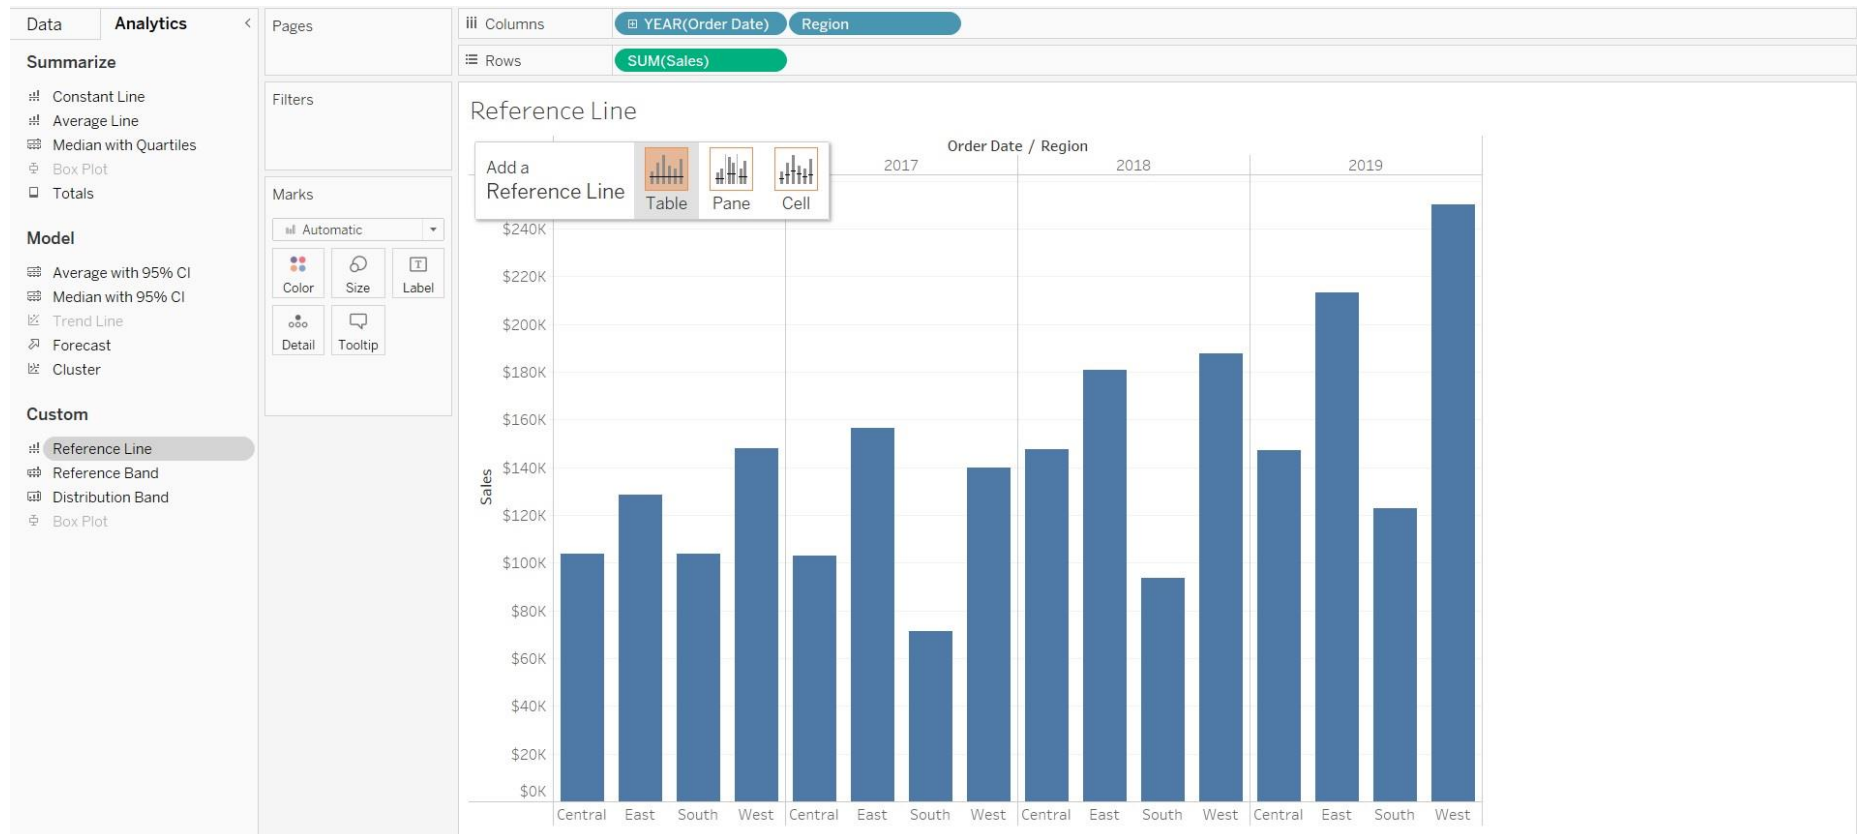 Data
Analytics
Summarize
Constant Line
Average Line
Median with Quartiles
Box Plot
Totals
Model
Average with 95% CI
Median with 95% CI
Trend Line
Forecast
Cluster
Custom
Reference Line
Reference Band
Distribution Band
Box Plot
Pages
Filters
Marks
Automatic
Color Size Label
Detail Tooltip
Columns YEAR(Order Date) Region
Rows SUM(Sales)
Reference Line
Add a
Reference Line
Table Pane Cell
Order Date / Region
2017 2018 2019
Sales
$240K
$220K
$200K
$180K
$160K
$140K
$120K
$100K
$80K
$60K
$40K
$20K
$0K
Central East South West Central East South West Central East South West Central East South West